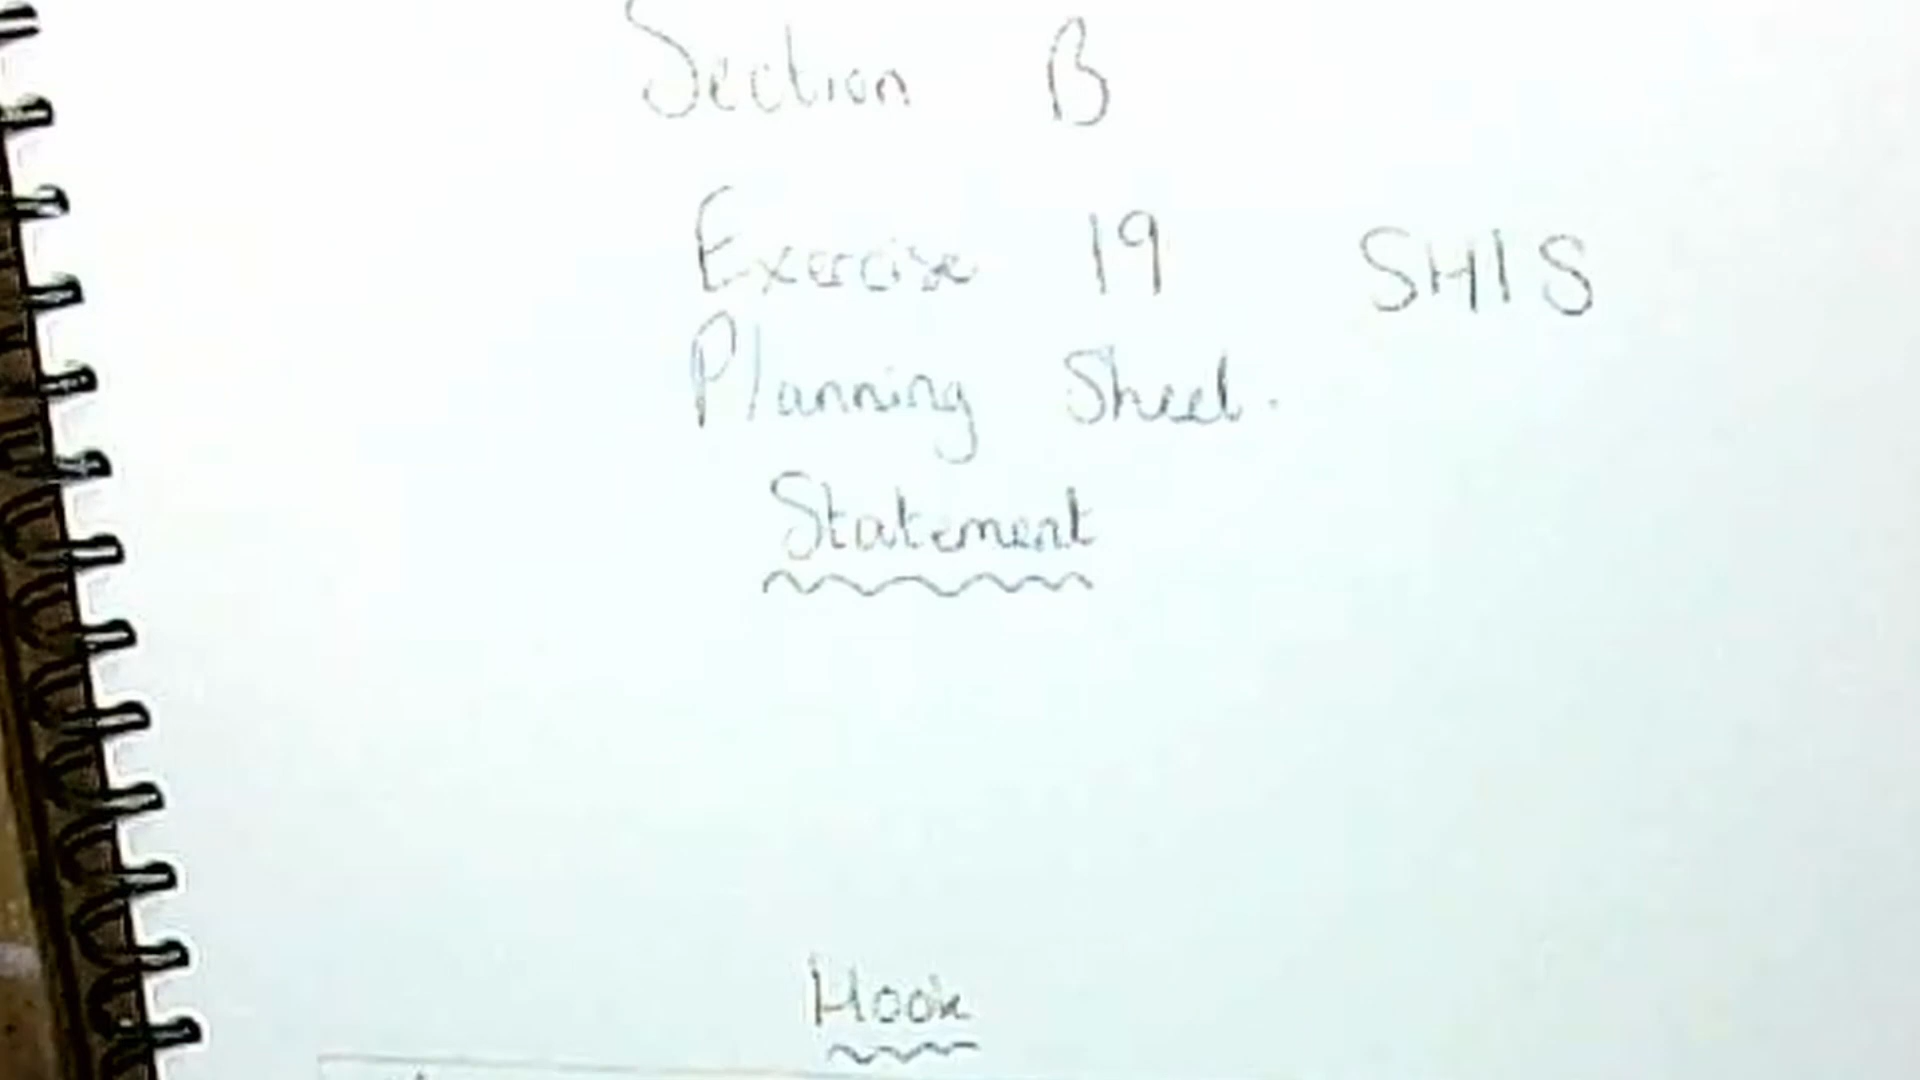 Section B
Exercise 19 SHIS
Planning Sheet.
Statement
Hook